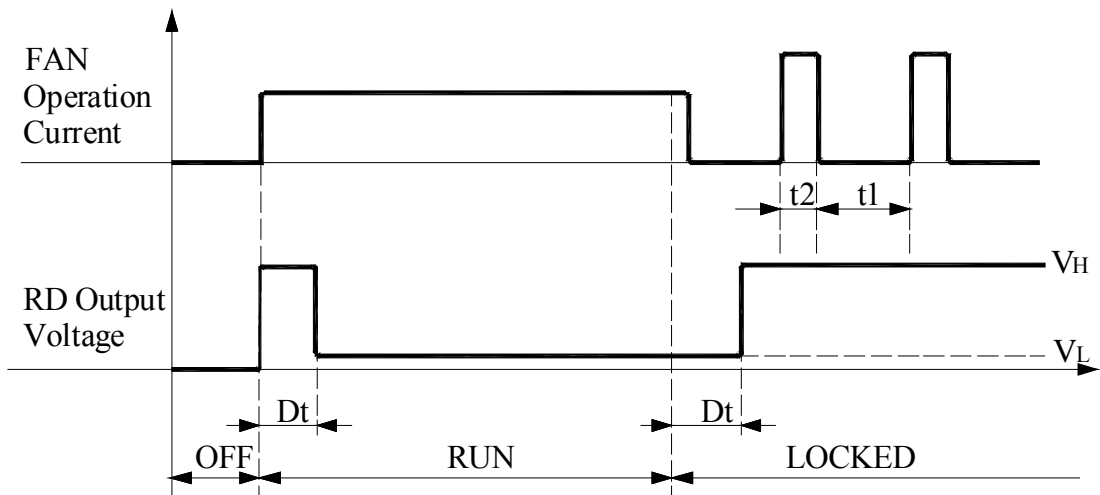 FAN
Operation
Current
t2
t1
VH
RD Output
Voltage
VL
Dt
Dt
OFF
RUN
LOCKED